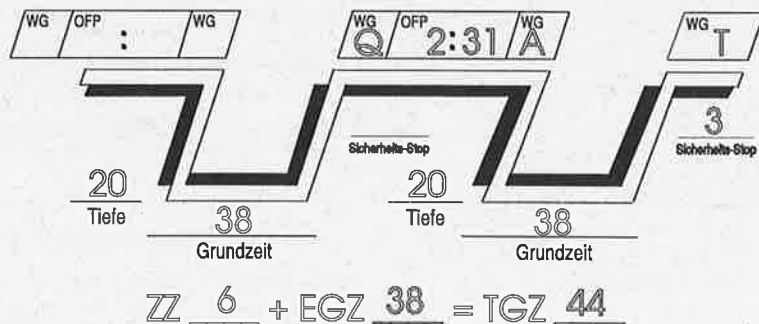 WG OFP : WG WG Q OFP 2:31 WG A WG T
Sicherheits-Stop 3
Sicherheits-Stop
20 20
Tiefe 38 Tiefe 38
Grundzeit Grundzeit
ZZ 6 + EGZ 38 = TGZ 44